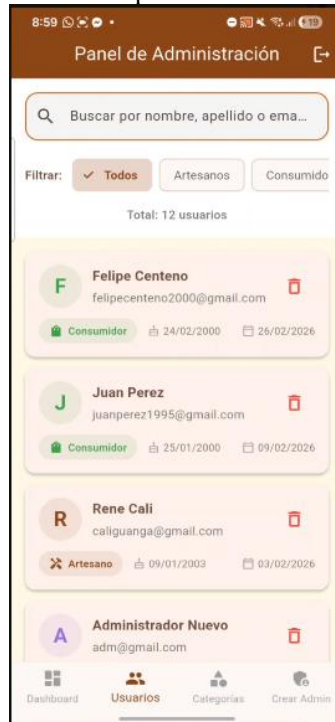 8:59
19
Panel de Administración
Buscar por nombre, apellido o ema...
Filtrar: Todos Artesanos Consumido
Total: 12 usuarios
F Felipe Centeno
felipecenteno2000@gmail.com
Consumidor 24/02/2000 26/02/2026
J Juan Perez
juanperez1995@gmail.com
Consumidor 25/01/2000 09/02/2026
R Rene Cali
caliguanga@gmail.com
Artesano 09/01/2003 03/02/2026
A Administrador Nuevo
adm@gmail.com
Dashboard Usuarios Categorías Crear Admin